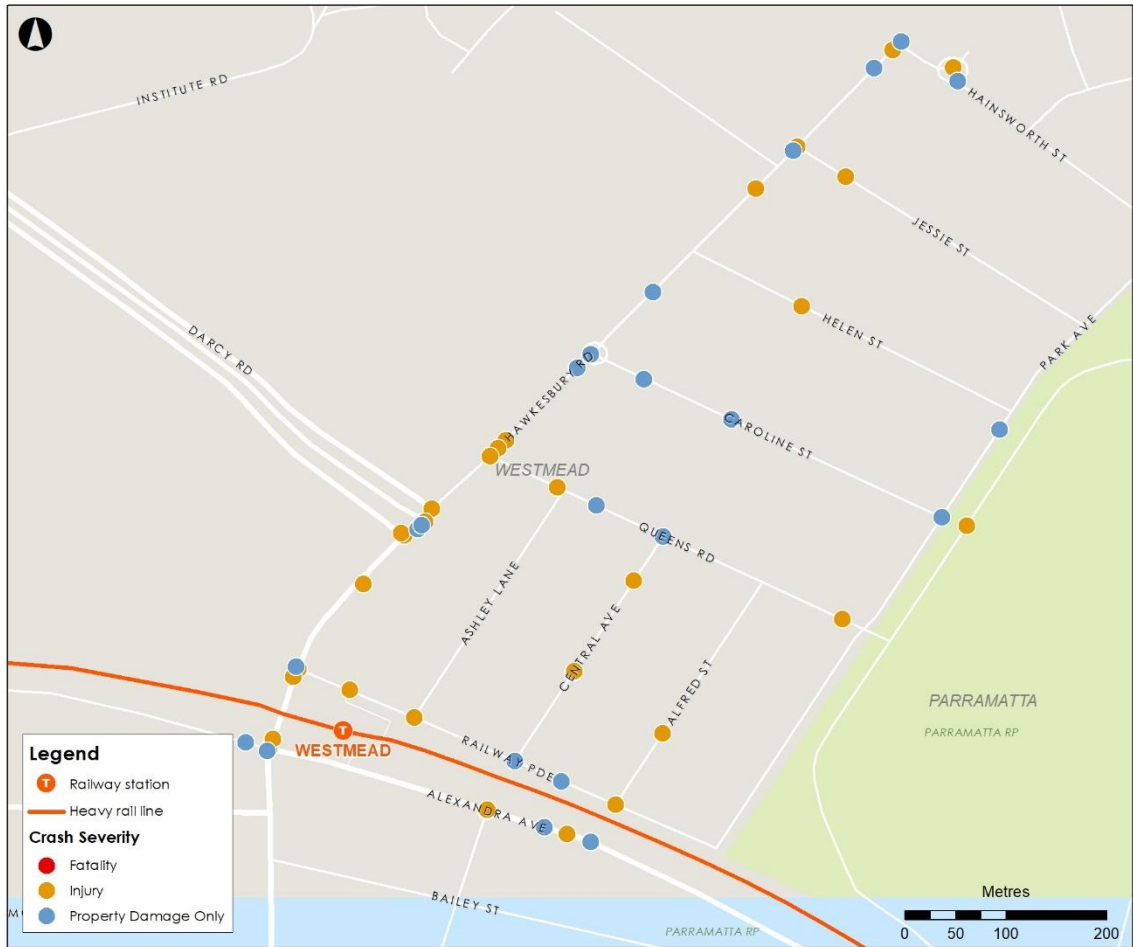 INSTITUTE RD
HAINSWORTH ST
JESSIE ST
HELEN ST
PARK AVE
DARCY RD
HAWKESBURY RD
CAROLINE ST
WESTMEAD
QUEENS RD
ASHLEY LANE
CENTRAL AVE
ALFRED ST
PARRAMATTA
PARRAMATTA RP
T
WESTMEAD
RAILWAY PDE
ALEXANDRA AVE
BAILEY ST
PARRAMATTA RP
Legend
T Railway station
Heavy rail line
Crash Severity
Fatality
Injury
Property Damage Only
Metres
0 50 100 200